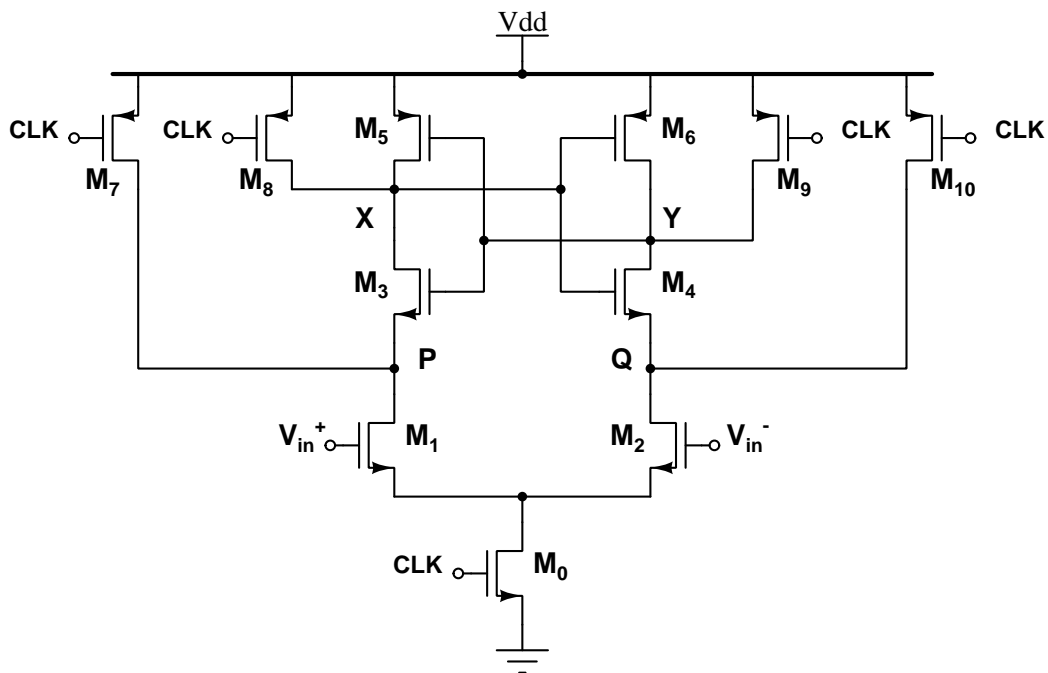 Vdd
CLK CLK M5 M6 CLK CLK
M7 M8 M9 M10
X Y
M3 M4
P Q
Vin+ M1 M2 Vin-
CLK M0